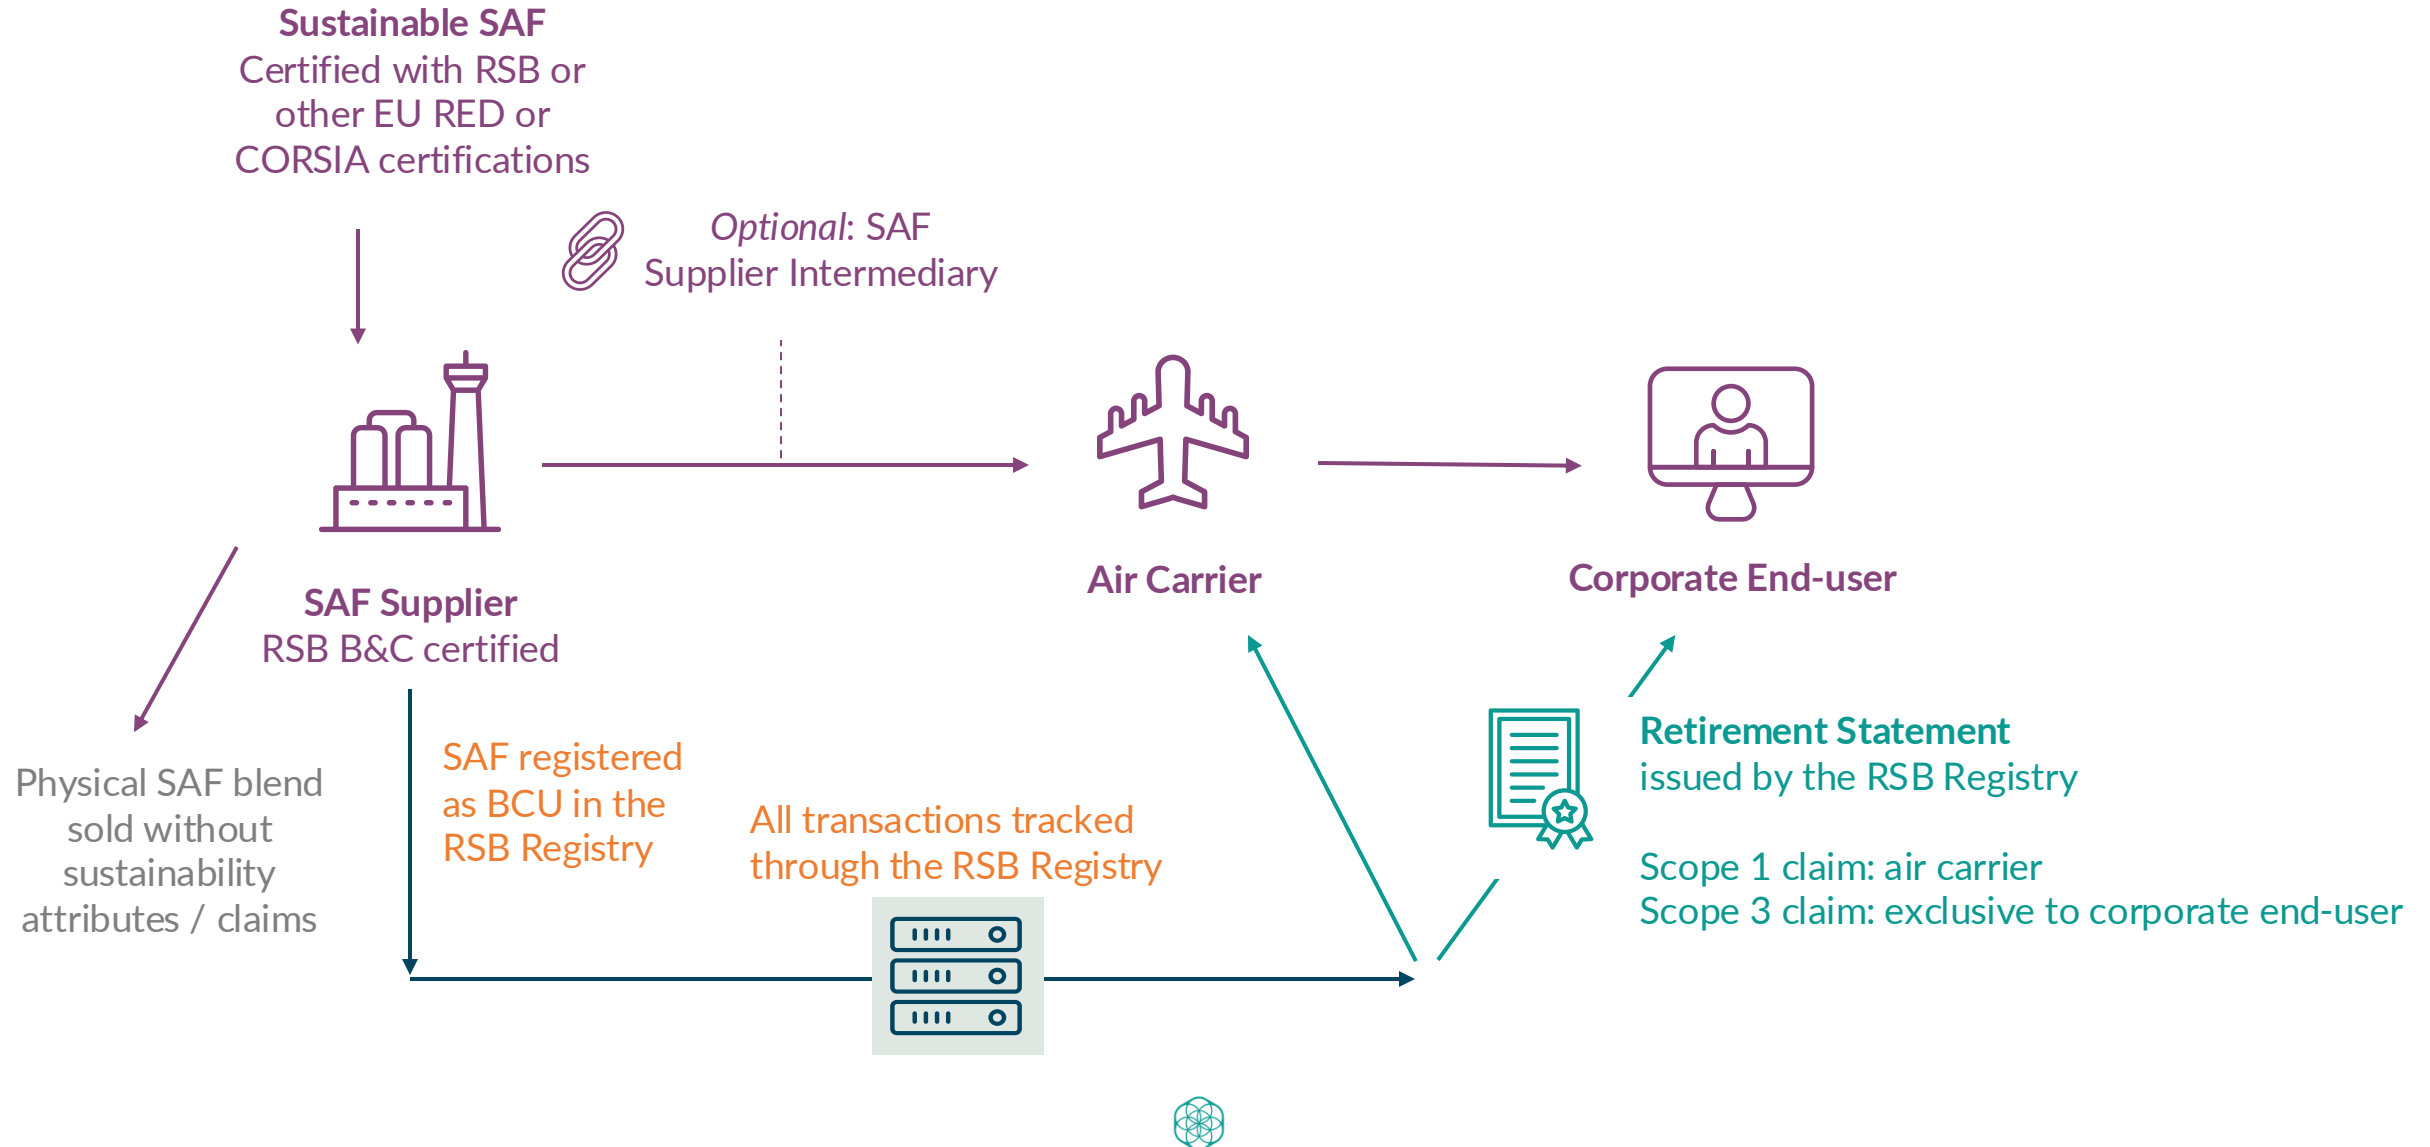 Sustainable SAF
Certified with RSB or
other EU RED or
CORSIA certifications
Optional: SAF
Supplier Intermediary
SAF Supplier
RSB B&C certified
Air Carrier
Corporate End-user
Physical SAF blend
sold without
sustainability
attributes / claims
SAF registered
as BCU in the
RSB Registry
All transactions tracked
through the RSB Registry
Retirement Statement
issued by the RSB Registry
Scope 1 claim: air carrier
Scope 3 claim: exclusive to corporate end-user